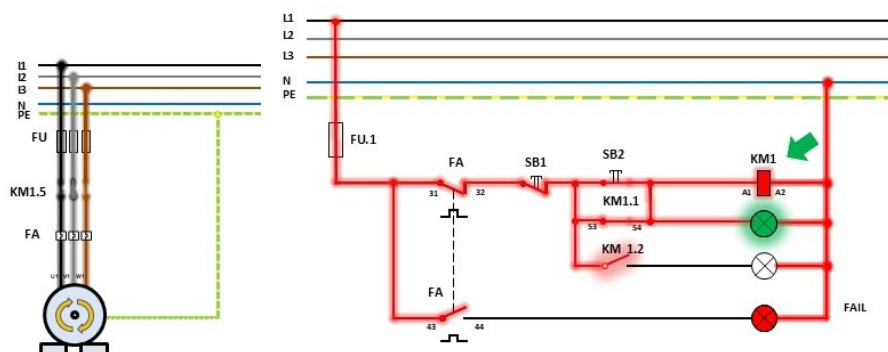 L1
L2
L3
N
PE
FU
KM1.5
FA
U1 V1 W1
L1
L2
L3
N
PE
FU.1
FA
31 32
SB1
SB2
KM1
A1 A2
KM1.1
53 54
KM 1.2
FA
43 44
FAIL